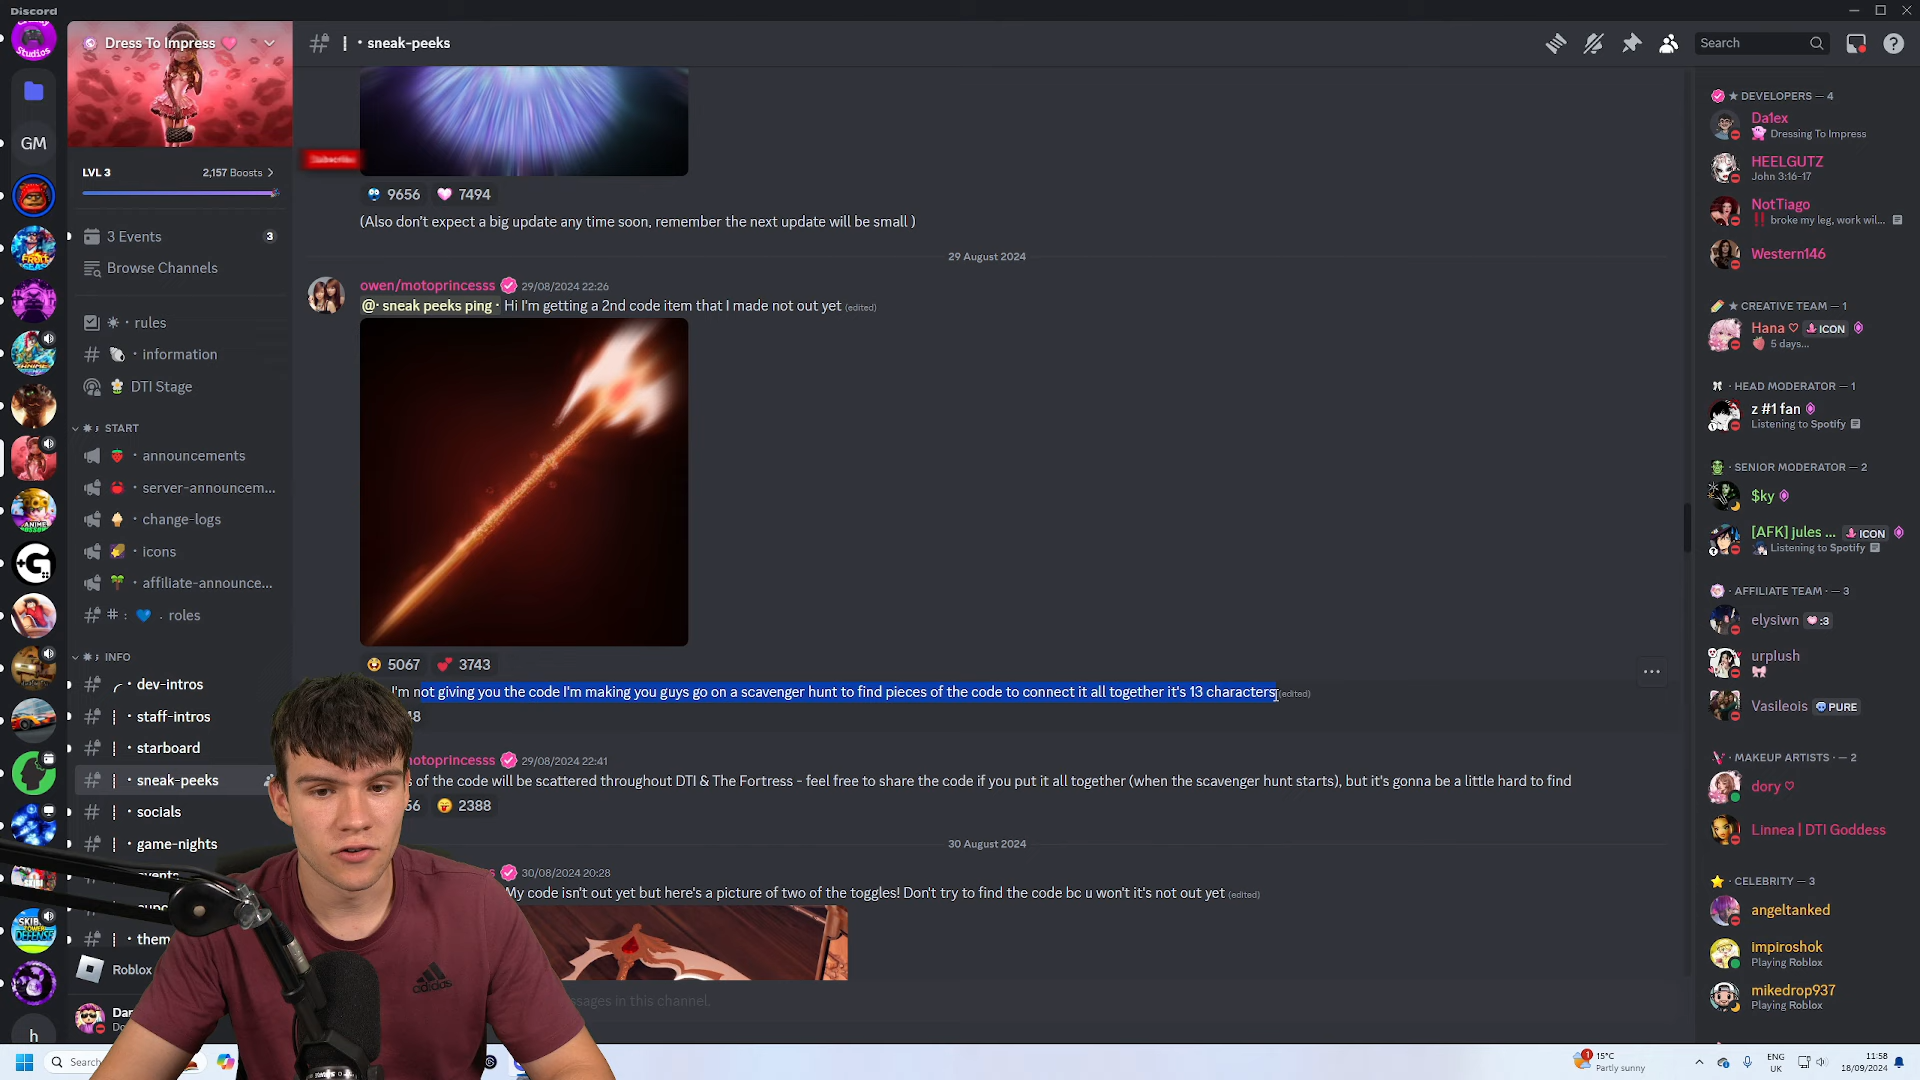 Discord
Studios
GM
Dress To Impress
LVL 3
2,157 Boosts
3 Events
3
Browse Channels
· rules
· information
DTI Stage
START
· announcements
· server-announcem...
· change-logs
· icons
· affiliate-announce...
. roles
INFO
· dev-intros
· staff-intros
· starboard
· sneak-peeks
· socials
· game-nights
Roblox
h
· sneak-peeks
Search
Subscribe
9656
7494
(Also don't expect a big update any time soon, remember the next update will be small )
29 August 2024
owen/motoprincesss
29/08/2024 22:26
@· sneak peeks ping · Hi I'm getting a 2nd code item that I made not out yet (edited)
5067
3743
I'm not giving you the code I'm making you guys go on a scavenger hunt to find pieces of the code to connect it all together it's 13 characters (edited)
29/08/2024 22:41
of the code will be scattered throughout DTI & The Fortress - feel free to share the code if you put it all together (when the scavenger hunt starts), but it's gonna be a little hard to find
2388
30 August 2024
30/08/2024 20:28
My code isn't out yet but here's a picture of two of the toggles! Don't try to find the code bc u won't it's not out yet (edited)
in this channel.
adidas
DEVELOPERS — 4
Da1ex
Dressing To Impress
HEELGUTZ
John 3:16-17
NotTiago
broke my leg, work wil...
Western146
CREATIVE TEAM — 1
Hana
ICON
5 days...
HEAD MODERATOR — 1
z #1 fan
Listening to Spotify
SENIOR MODERATOR — 2
$ky
[AFK] jules ...
ICON
Listening to Spotify
AFFILIATE TEAM · — 3
elysiwn
:3
urplush
Vasileois
PURE
MAKEUP ARTISTS — 2
dory ♡
Linnea | DTI Goddess
CELEBRITY — 3
angeltanked
impiroshok
Playing Roblox
mikedrop937
Playing Roblox
Search
1
15°C
Partly sunny
ENG
UK
11:58
18/09/2024